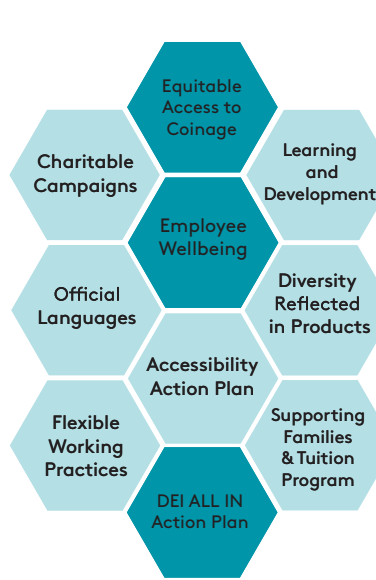 Equitable
Access to
Coinage
Charitable
Campaigns
Learning
and
Development
Employee
Wellbeing
Official
Languages
Diversity
Reflected
in Products
Accessibility
Action Plan
Flexible
Working
Practices
Supporting
Families
& Tuition
Program
DEI ALL IN
Action Plan